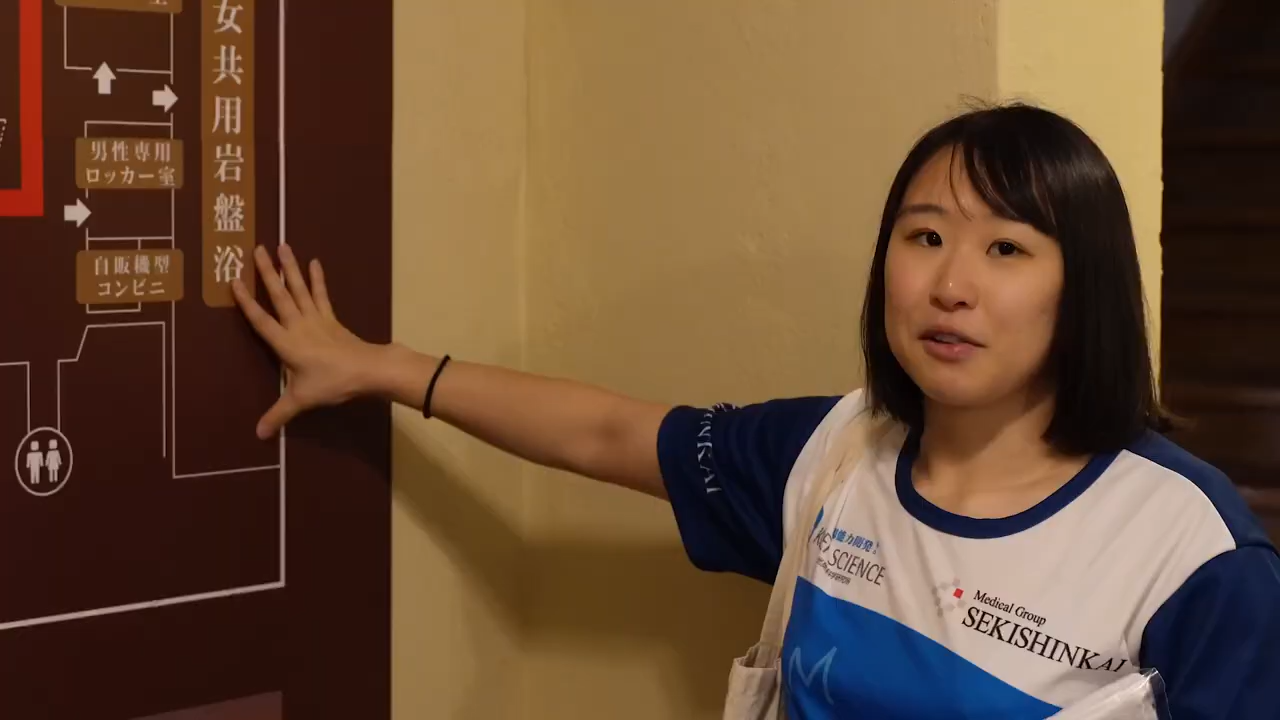 女共用岩盤浴
男性専用
ロッカー室
自販機型
コンビニ
SCIENCE
Medical Group
SEKISHINKAI
M